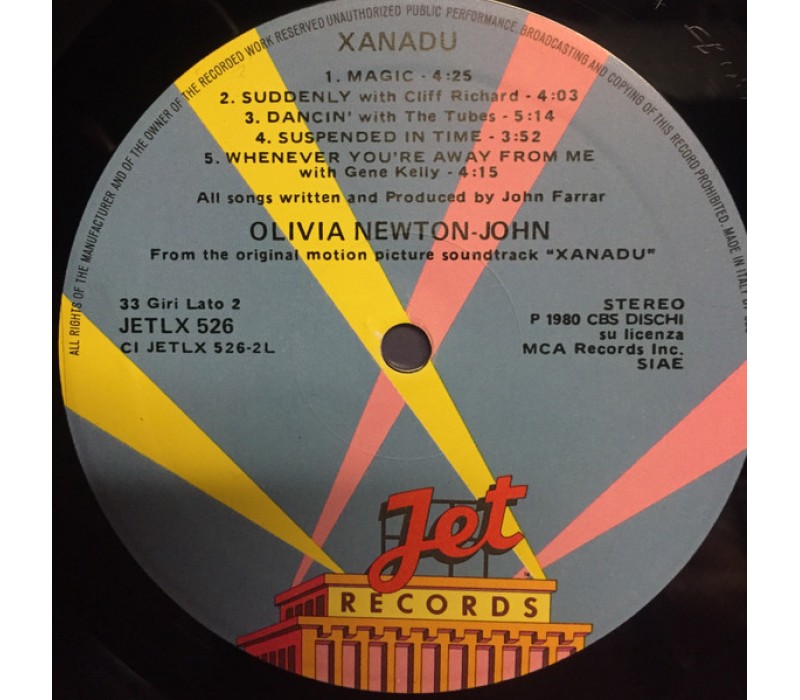 ALL RIGHTS OF THE MANUFACTURER AND OF THE OWNER OF THE RECORDED WORK RESERVED UNAUTHORIZED PUBLIC PERFORMANCE, BROADCASTING AND COPYING OF THIS RECORD PROHIBITED. MADE IN ITALY
XANADU
1. MAGIC - 4:25
2. SUDDENLY with Cliff Richard - 4:03
3. DANCIN' with The Tubes - 5:14
4. SUSPENDED IN TIME - 3:52
5. WHENEVER YOU'RE AWAY FROM ME
with Gene Kelly - 4:15
All songs written and Produced by John Farrar
OLIVIA NEWTON-JOHN
From the original motion picture soundtrack "XANADU"
33 Giri Lato 2
JETLX 526
CI JETLX 526-2L
STEREO
P 1980 CBS DISCHI
su licenza
MCA Records Inc.
SIAE
Jet
RECORDS